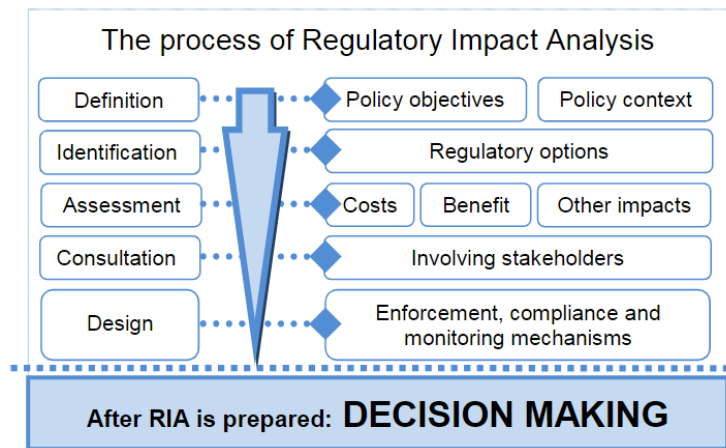 The process of Regulatory Impact Analysis
Definition
Policy objectives
Policy context
Identification
Regulatory options
Assessment
Costs
Benefit
Other impacts
Consultation
Involving stakeholders
Design
Enforcement, compliance and
monitoring mechanisms
After RIA is prepared: DECISION MAKING